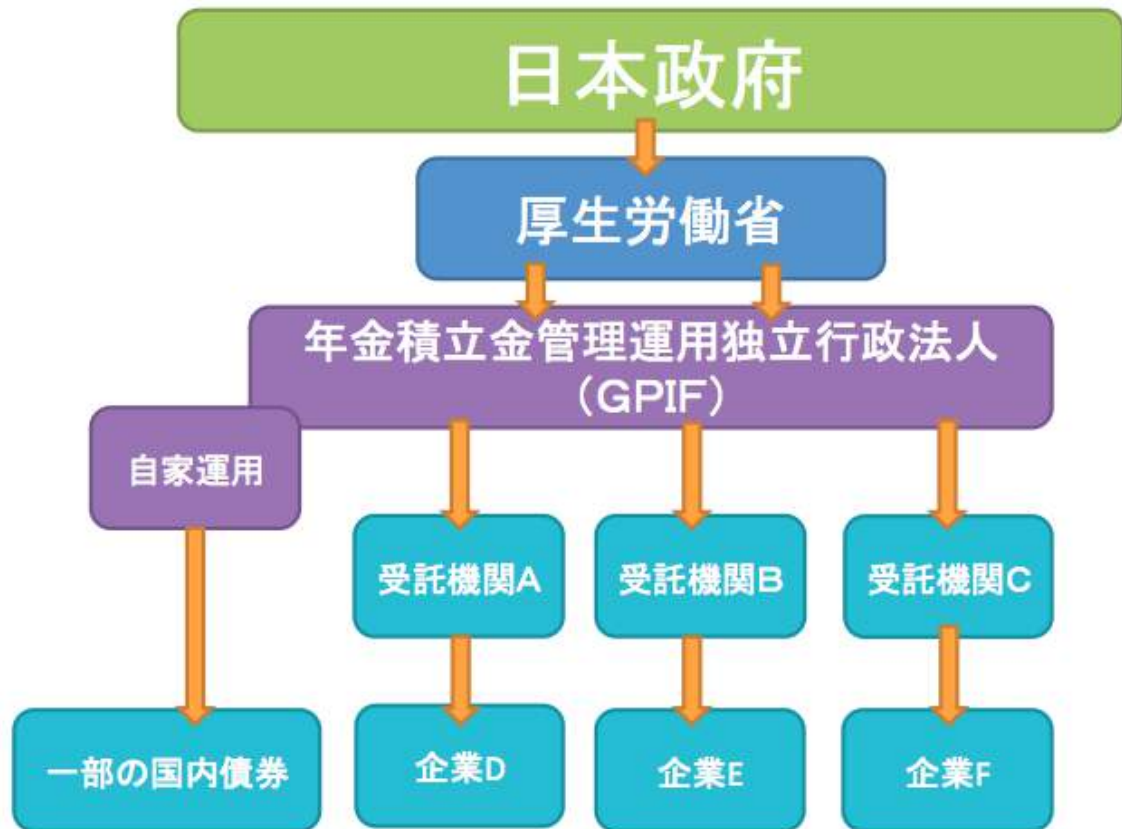 日本政府
厚生労働省
年金積立金管理運用独立行政法人
（GPIF）
自家運用
受託機関A
受託機関B
受託機関C
一部の国内債券
企業D
企業E
企業F